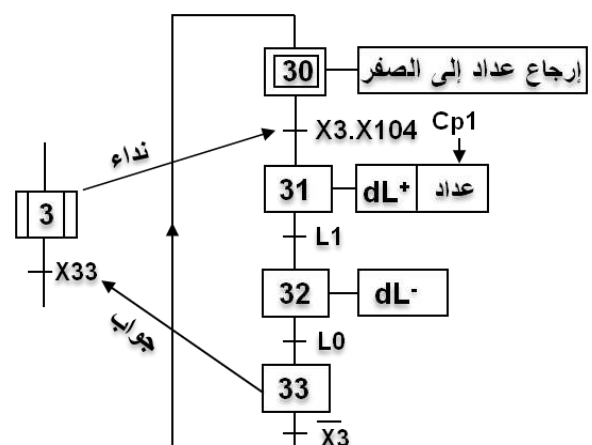 30 إرجاع عداد إلى الصفر
X3.X104
Cp1
نداء
31 dL⁺ عداد
3
L1
X33
32 dL⁻
جواب
L0
33
X̅3̅